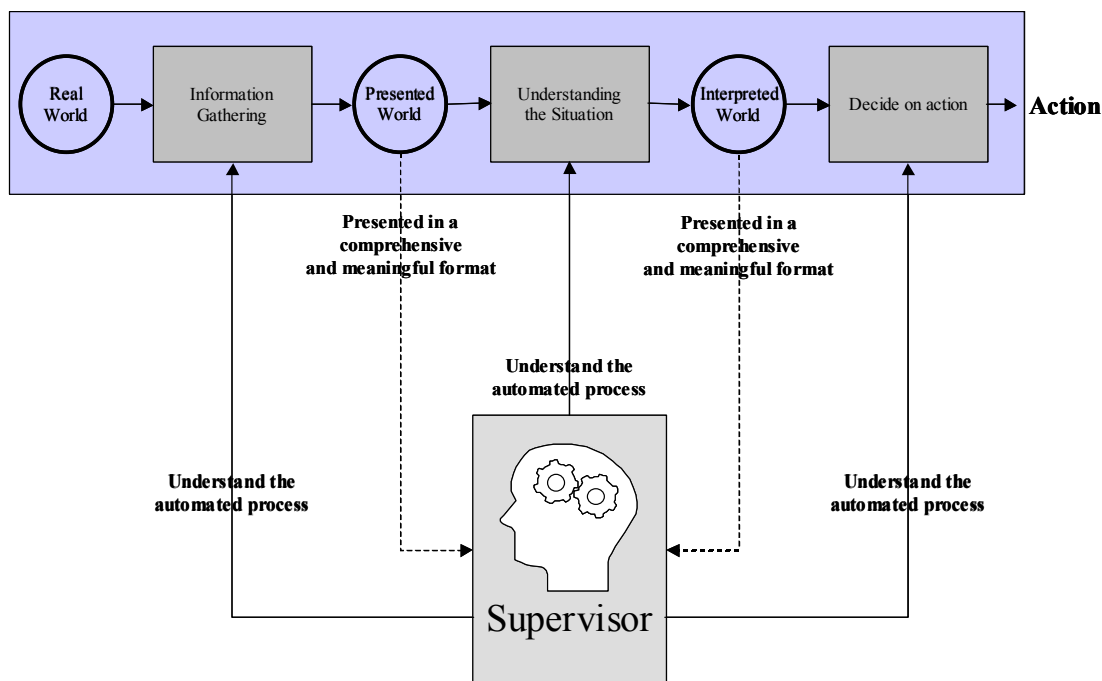 Real
World
Information
Gathering
Presented
World
Understanding
the Situation
Interpreted
World
Decide on action
Action
Presented in a
comprehensive
and meaningful format
Presented in a
comprehensive
and meaningful format
Understand the
automated process
Understand the
automated process
Understand the
automated process
Supervisor